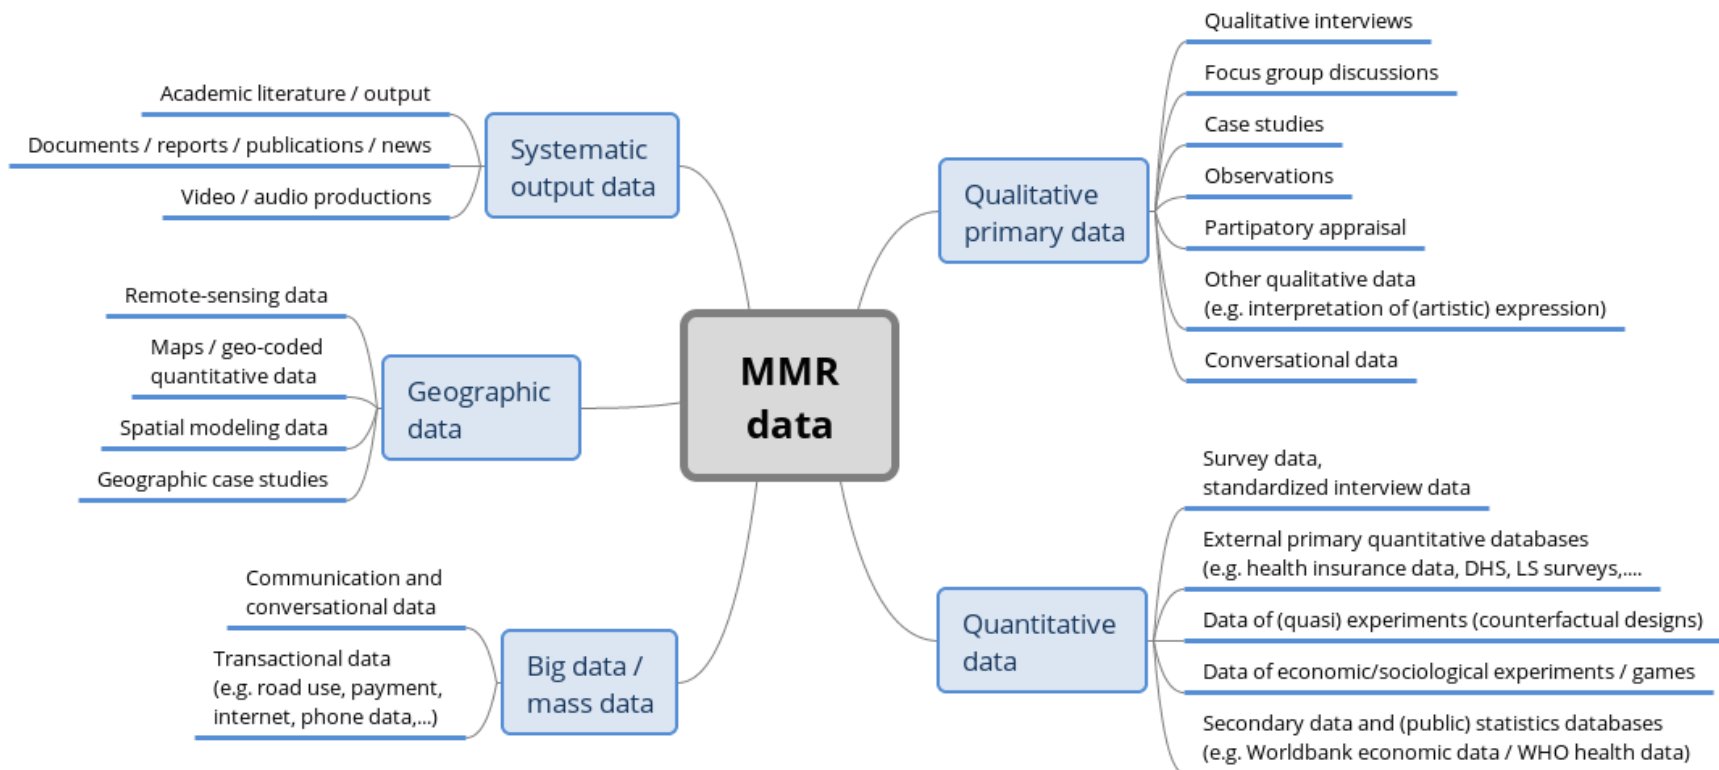 Qualitative interviews
Focus group discussions
Case studies
Observations
Partipatory appraisal
Other qualitative data
(e.g. interpretation of (artistic) expression)
Conversational data
Qualitative
primary data
Academic literature / output
Documents / reports / publications / news
Video / audio productions
Systematic
output data
Remote-sensing data
Maps / geo-coded
quantitative data
Spatial modeling data
Geographic case studies
Geographic
data
MMR
data
Communication and
conversational data
Transactional data
(e.g. road use, payment,
internet, phone data,...)
Big data /
mass data
Quantitative
data
Survey data,
standardized interview data
External primary quantitative databases
(e.g. health insurance data, DHS, LS surveys,....
Data of (quasi) experiments (counterfactual designs)
Data of economic/sociological experiments / games
Secondary data and (public) statistics databases
(e.g. Worldbank economic data / WHO health data)